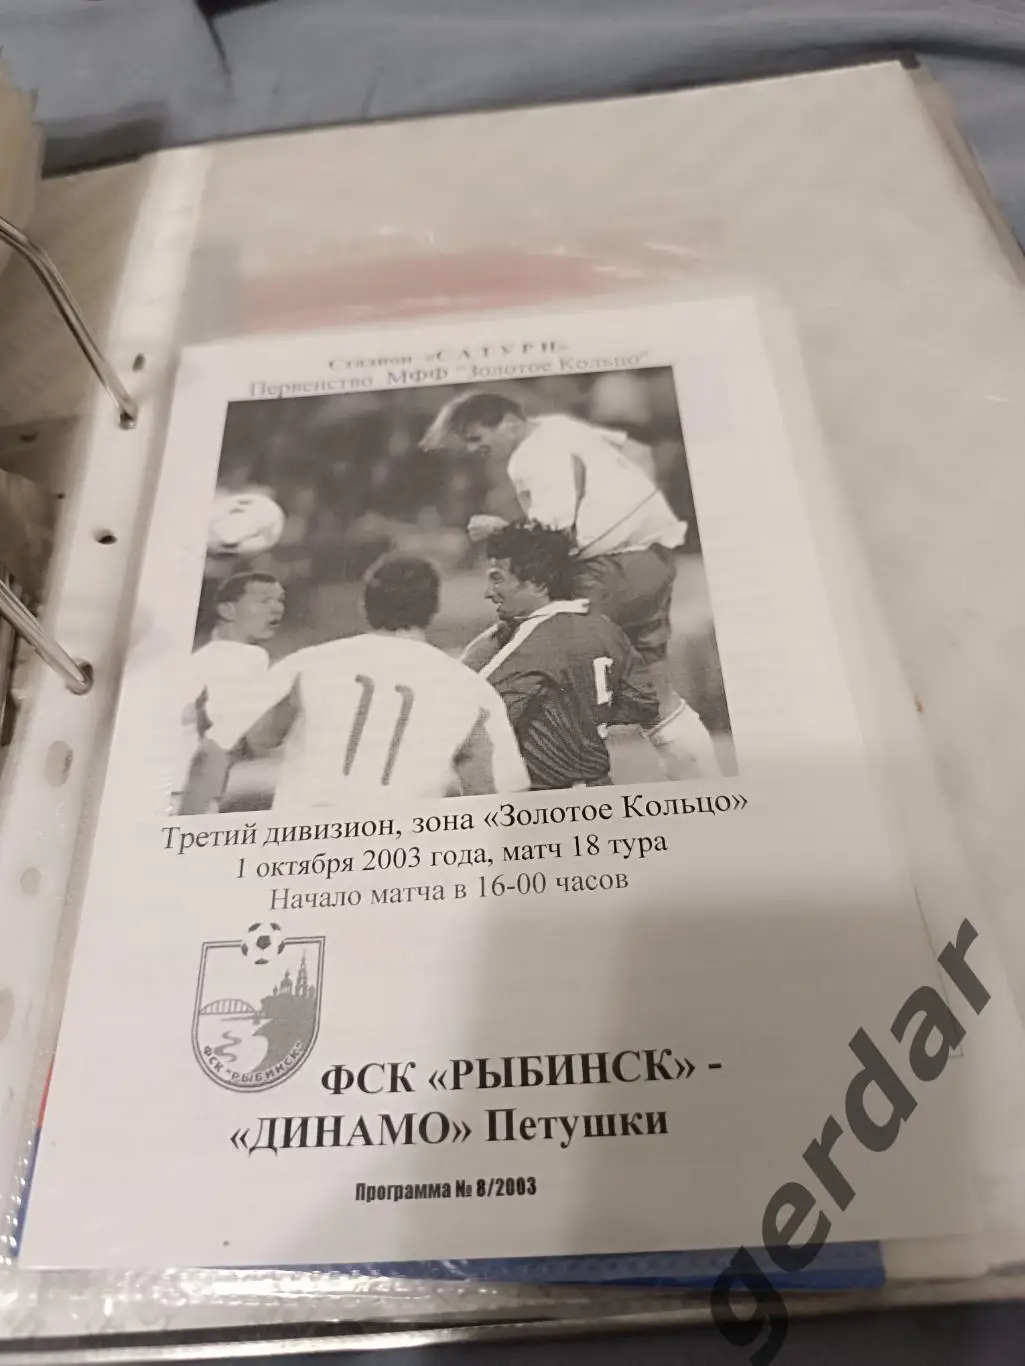 Стадион «САТУРН»
Первенство МФФ "Золотое Кольцо"
11
Третий дивизион, зона «Золотое Кольцо»
1 октября 2003 года, матч 18 тура
Начало матча в 16-00 часов
ФСК "РЫБИНСК"
ФСК «РЫБИНСК» -
«ДИНАМО» Петушки
Программа № 8/2003
gerdar